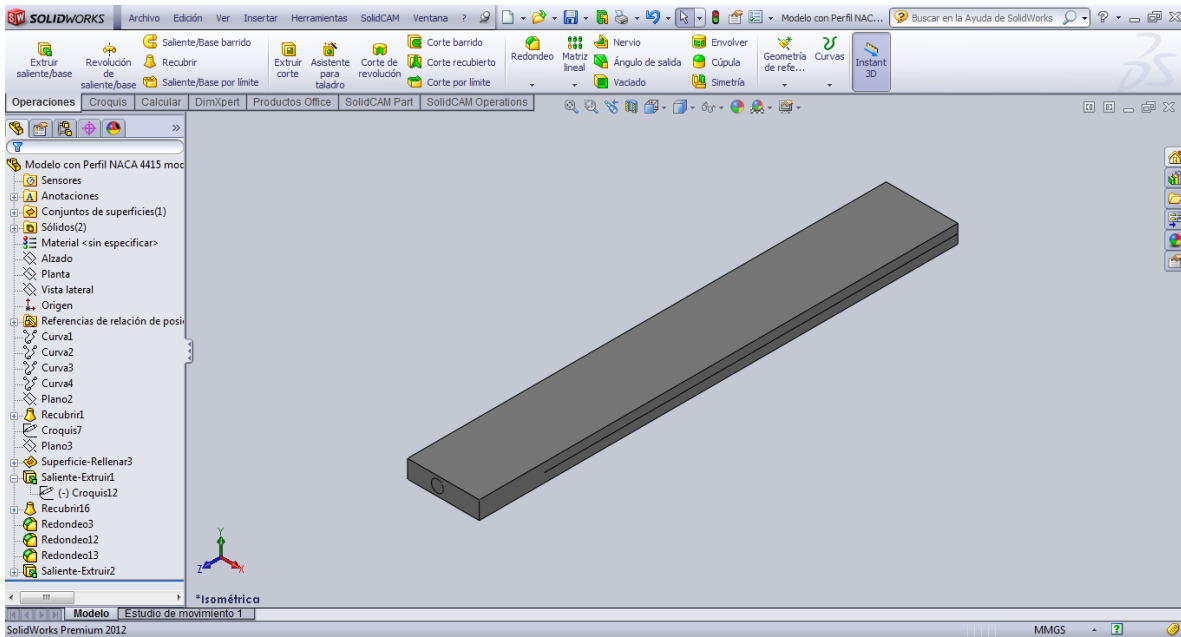 SOLIDWORKS Archivo Edición Ver Insertar Herramientas SolidCAM Ventana ? Modelo con Perfil NAC... Buscar en la Ayuda de SolidWorks
Extruir saliente/base
Revolución de saliente/base
Saliente/Base barrido
Recubrir
Saliente/Base por límite
Extruir corte
Asistente para taladro
Corte de revolución
Corte barrido
Corte recubierto
Corte por límite
Redondeo
Matriz lineal
Nervio
Ángulo de salida
Vaciado
Envolver
Cúpula
Simetría
Geometría de refe...
Curvas
Instant 3D
Operaciones Croquis Calcular DimXpert Productos Office SolidCAM Part SolidCAM Operations
Modelo con Perfil NACA 4415 mod
Sensores
Anotaciones
Conjuntos de superficies(1)
Sólidos(2)
Material <sin especificar>
Alzado
Planta
Vista lateral
Origen
Referencias de relación de posi
Curva1
Curva2
Curva3
Curva4
Plano2
Recubrir1
Croquis7
Plano3
Superficie-Rellenar3
Saliente-Extruir1
(-) Croquis12
Recubrir16
Redondeo3
Redondeo12
Redondeo13
Saliente-Extruir2
Y
Z
X
*Isométrica
Modelo Estudio de movimiento 1
SolidWorks Premium 2012 MMGS ?